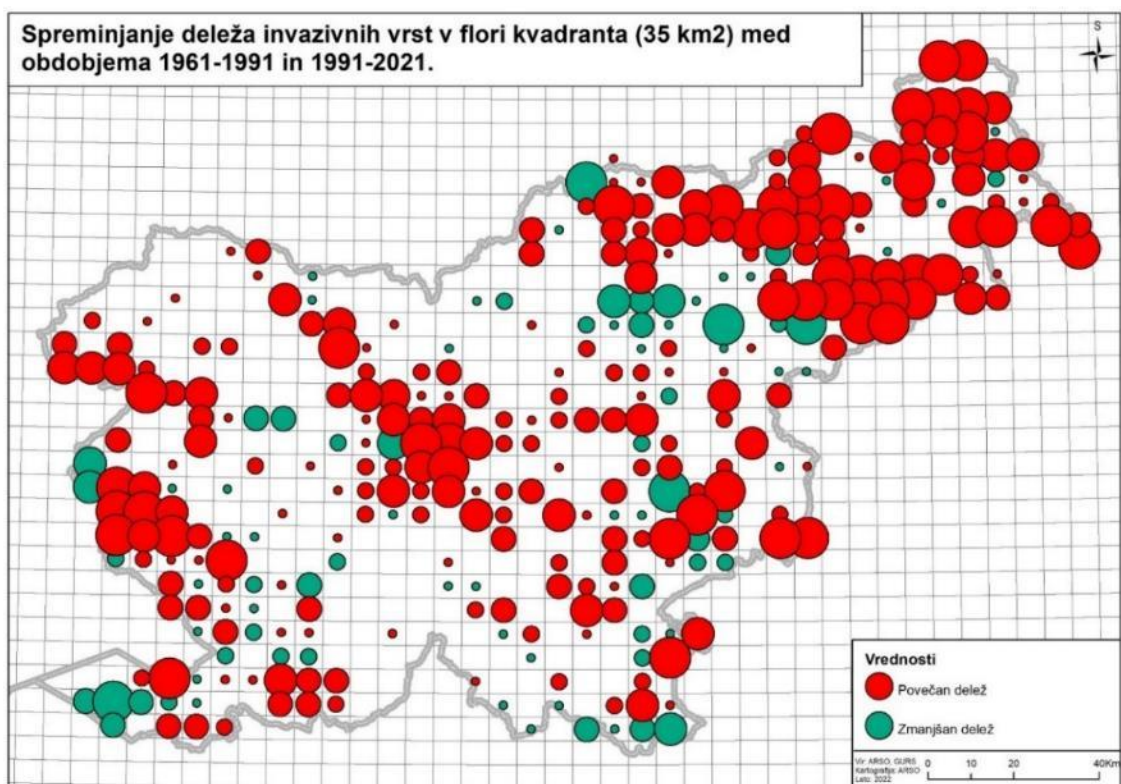 Spreminjanje deleža invazivnih vrst v flori kvadranta (35 km2) med
obdobjema 1961-1991 in 1991-2021.
S
Vrednosti
Povečan delež
Zmanjšan delež
Vir: ARSO, GURS
Kartografija: ARSO
Leto: 2022
0 10 20 40Km